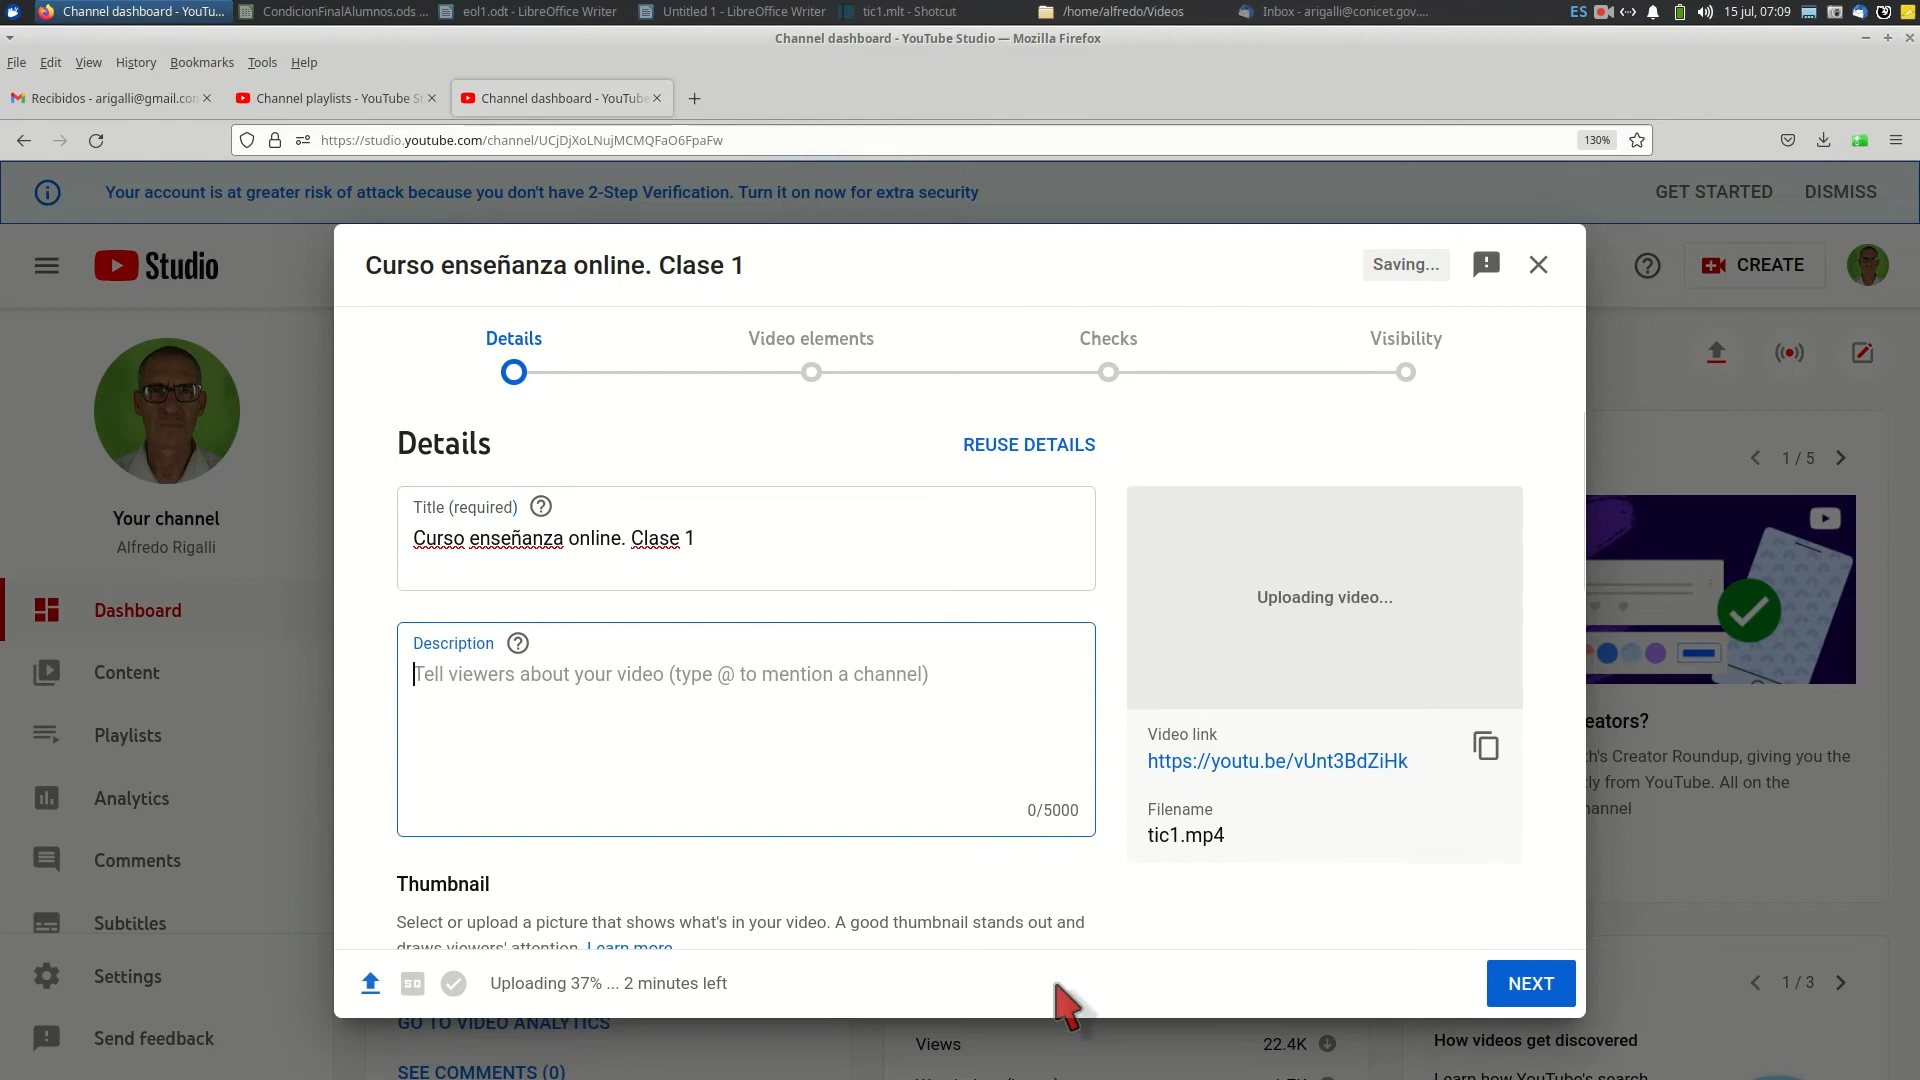 Channel dashboard - YouTu...
CondicionFinalAlumnos.ods ...
eol1.odt - LibreOffice Writer
Untitled 1 - LibreOffice Writer
tic1.mlt - Shotcut
/home/alfredo/Videos
Inbox - arigalli@conicet.gov....
ES
15 jul, 07:09
Channel dashboard - YouTube Studio — Mozilla Firefox
File Edit View History Bookmarks Tools Help
Recibidos - arigalli@gmail.con
Channel playlists - YouTube St
Channel dashboard - YouTube
https://studio.youtube.com/channel/UCjDjXoLNujMCMQFaO6FpaFw
130%
Your account is at greater risk of attack because you don't have 2-Step Verification. Turn it on now for extra security
GET STARTED
DISMISS
Studio
CREATE
Curso enseñanza online. Clase 1
Saving...
Details
Video elements
Checks
Visibility
Details
REUSE DETAILS
Title (required)
Curso enseñanza online. Clase 1
Description
Tell viewers about your video (type @ to mention a channel)
0/5000
Uploading video...
Video link
https://youtu.be/vUnt3BdZiHk
Filename
tic1.mp4
Thumbnail
Select or upload a picture that shows what's in your video. A good thumbnail stands out and
draws viewers' attention. Learn more
SD
Uploading 37% ... 2 minutes left
NEXT
Your channel
Alfredo Rigalli
Dashboard
Content
Playlists
Analytics
Comments
Subtitles
Settings
Send feedback
1 / 5
eators?
h's Creator Roundup, giving you the
ly from YouTube. All on the
hannel
1 / 3
How videos get discovered
Learn how YouTube's search
GO TO VIDEO ANALYTICS
SEE COMMENTS (0)
Views
22.4K